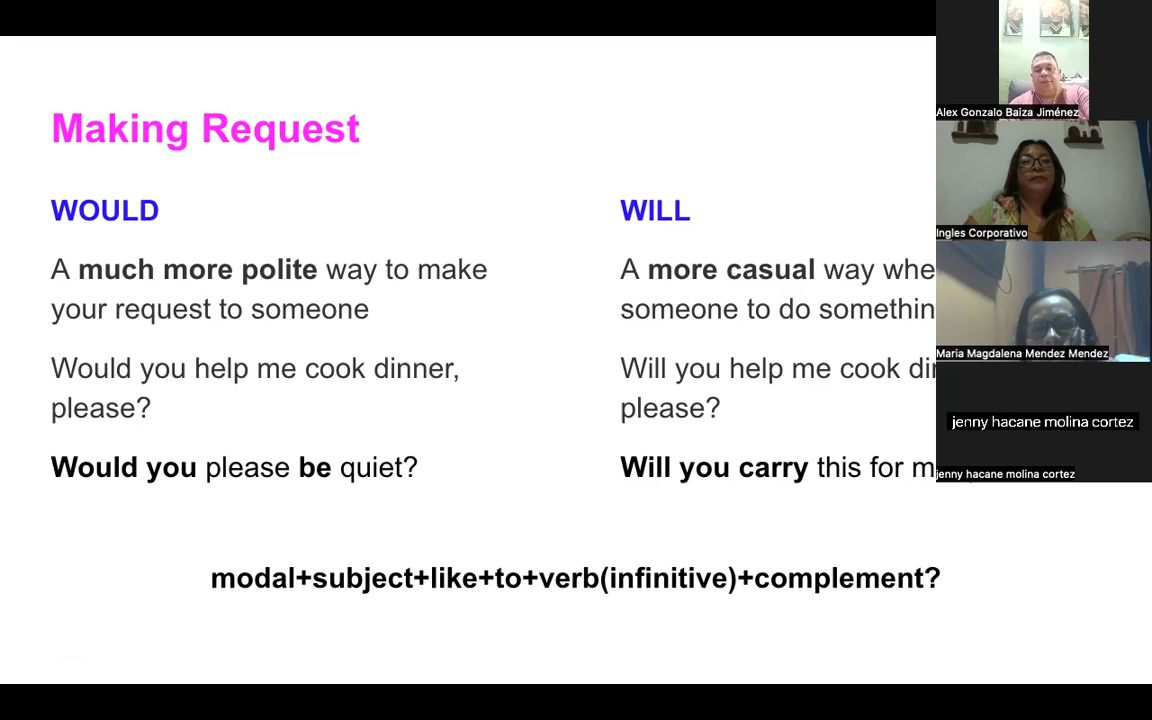 Making Request
WOULD
A much more polite way to make
your request to someone
Would you help me cook dinner,
please?
Would you please be quiet?
WILL
A more casual way
someone to do
Will you help me cook
please?
Will you carry this for
modal+subject+like+to+verb(infinitive)+complement?
Alex Gonzalo Baiza Jiménez
Ingles Corporativo
Maria Magdalena Mendez Mendez
jenny hacane molina cortez
jenny hacane molina cortez